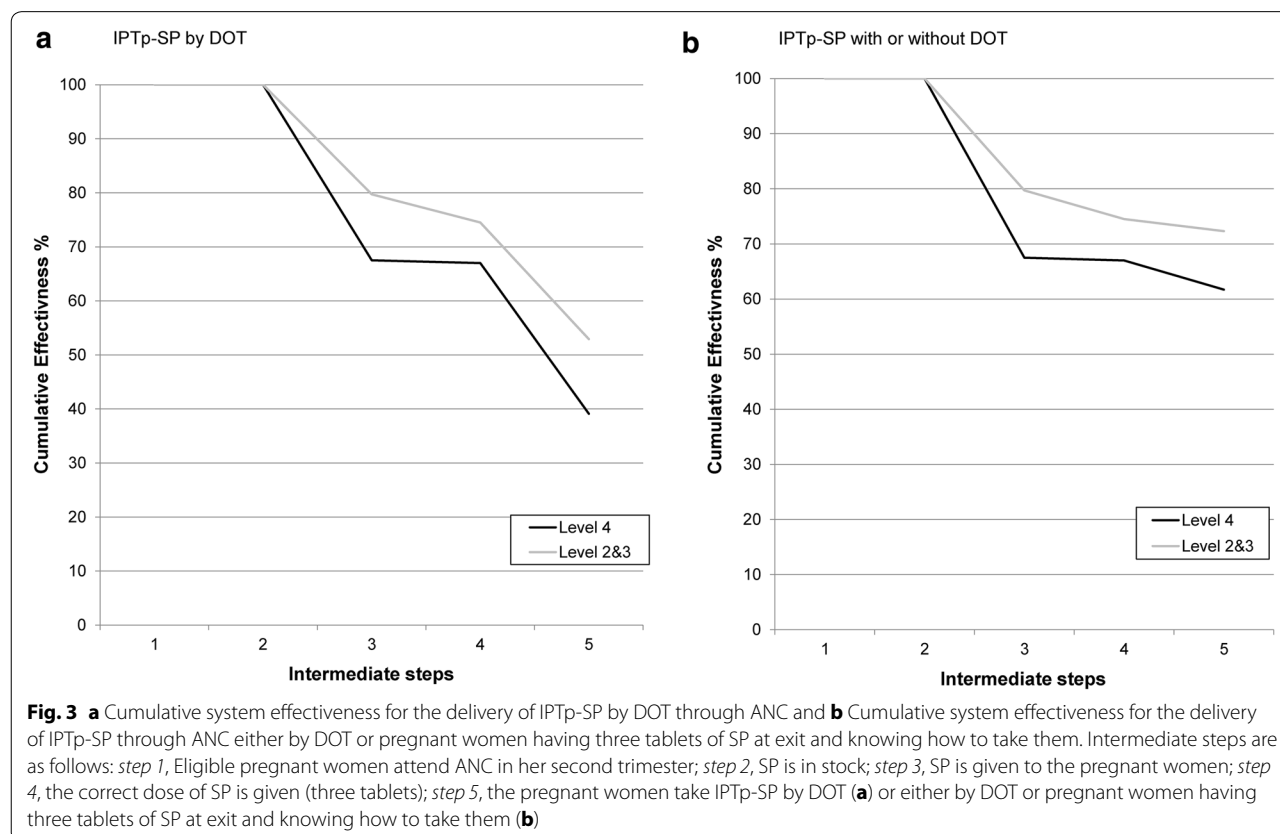 a IPTp-SP by DOT
100
90
80
70
60
50
40
30
20
10
0
Cumulative Effectivness %
1 2 3 4 5
Intermediate steps
Level 4
Level 2&3
b IPTp-SP with or without DOT
100
90
80
70
60
50
40
30
20
10
0
Cumulative Effectivness %
1 2 3 4 5
Intermediate steps
Level 4
Level 2&3
Fig. 3 a Cumulative system effectiveness for the delivery of IPTp-SP by DOT through ANC and b Cumulative system effectiveness for the delivery
of IPTp-SP through ANC either by DOT or pregnant women having three tablets of SP at exit and knowing how to take them. Intermediate steps are
as follows: step 1, Eligible pregnant women attend ANC in her second trimester; step 2, SP is in stock; step 3, SP is given to the pregnant women; step
4, the correct dose of SP is given (three tablets); step 5, the pregnant women take IPTp-SP by DOT (a) or either by DOT or pregnant women having
three tablets of SP at exit and knowing how to take them (b)